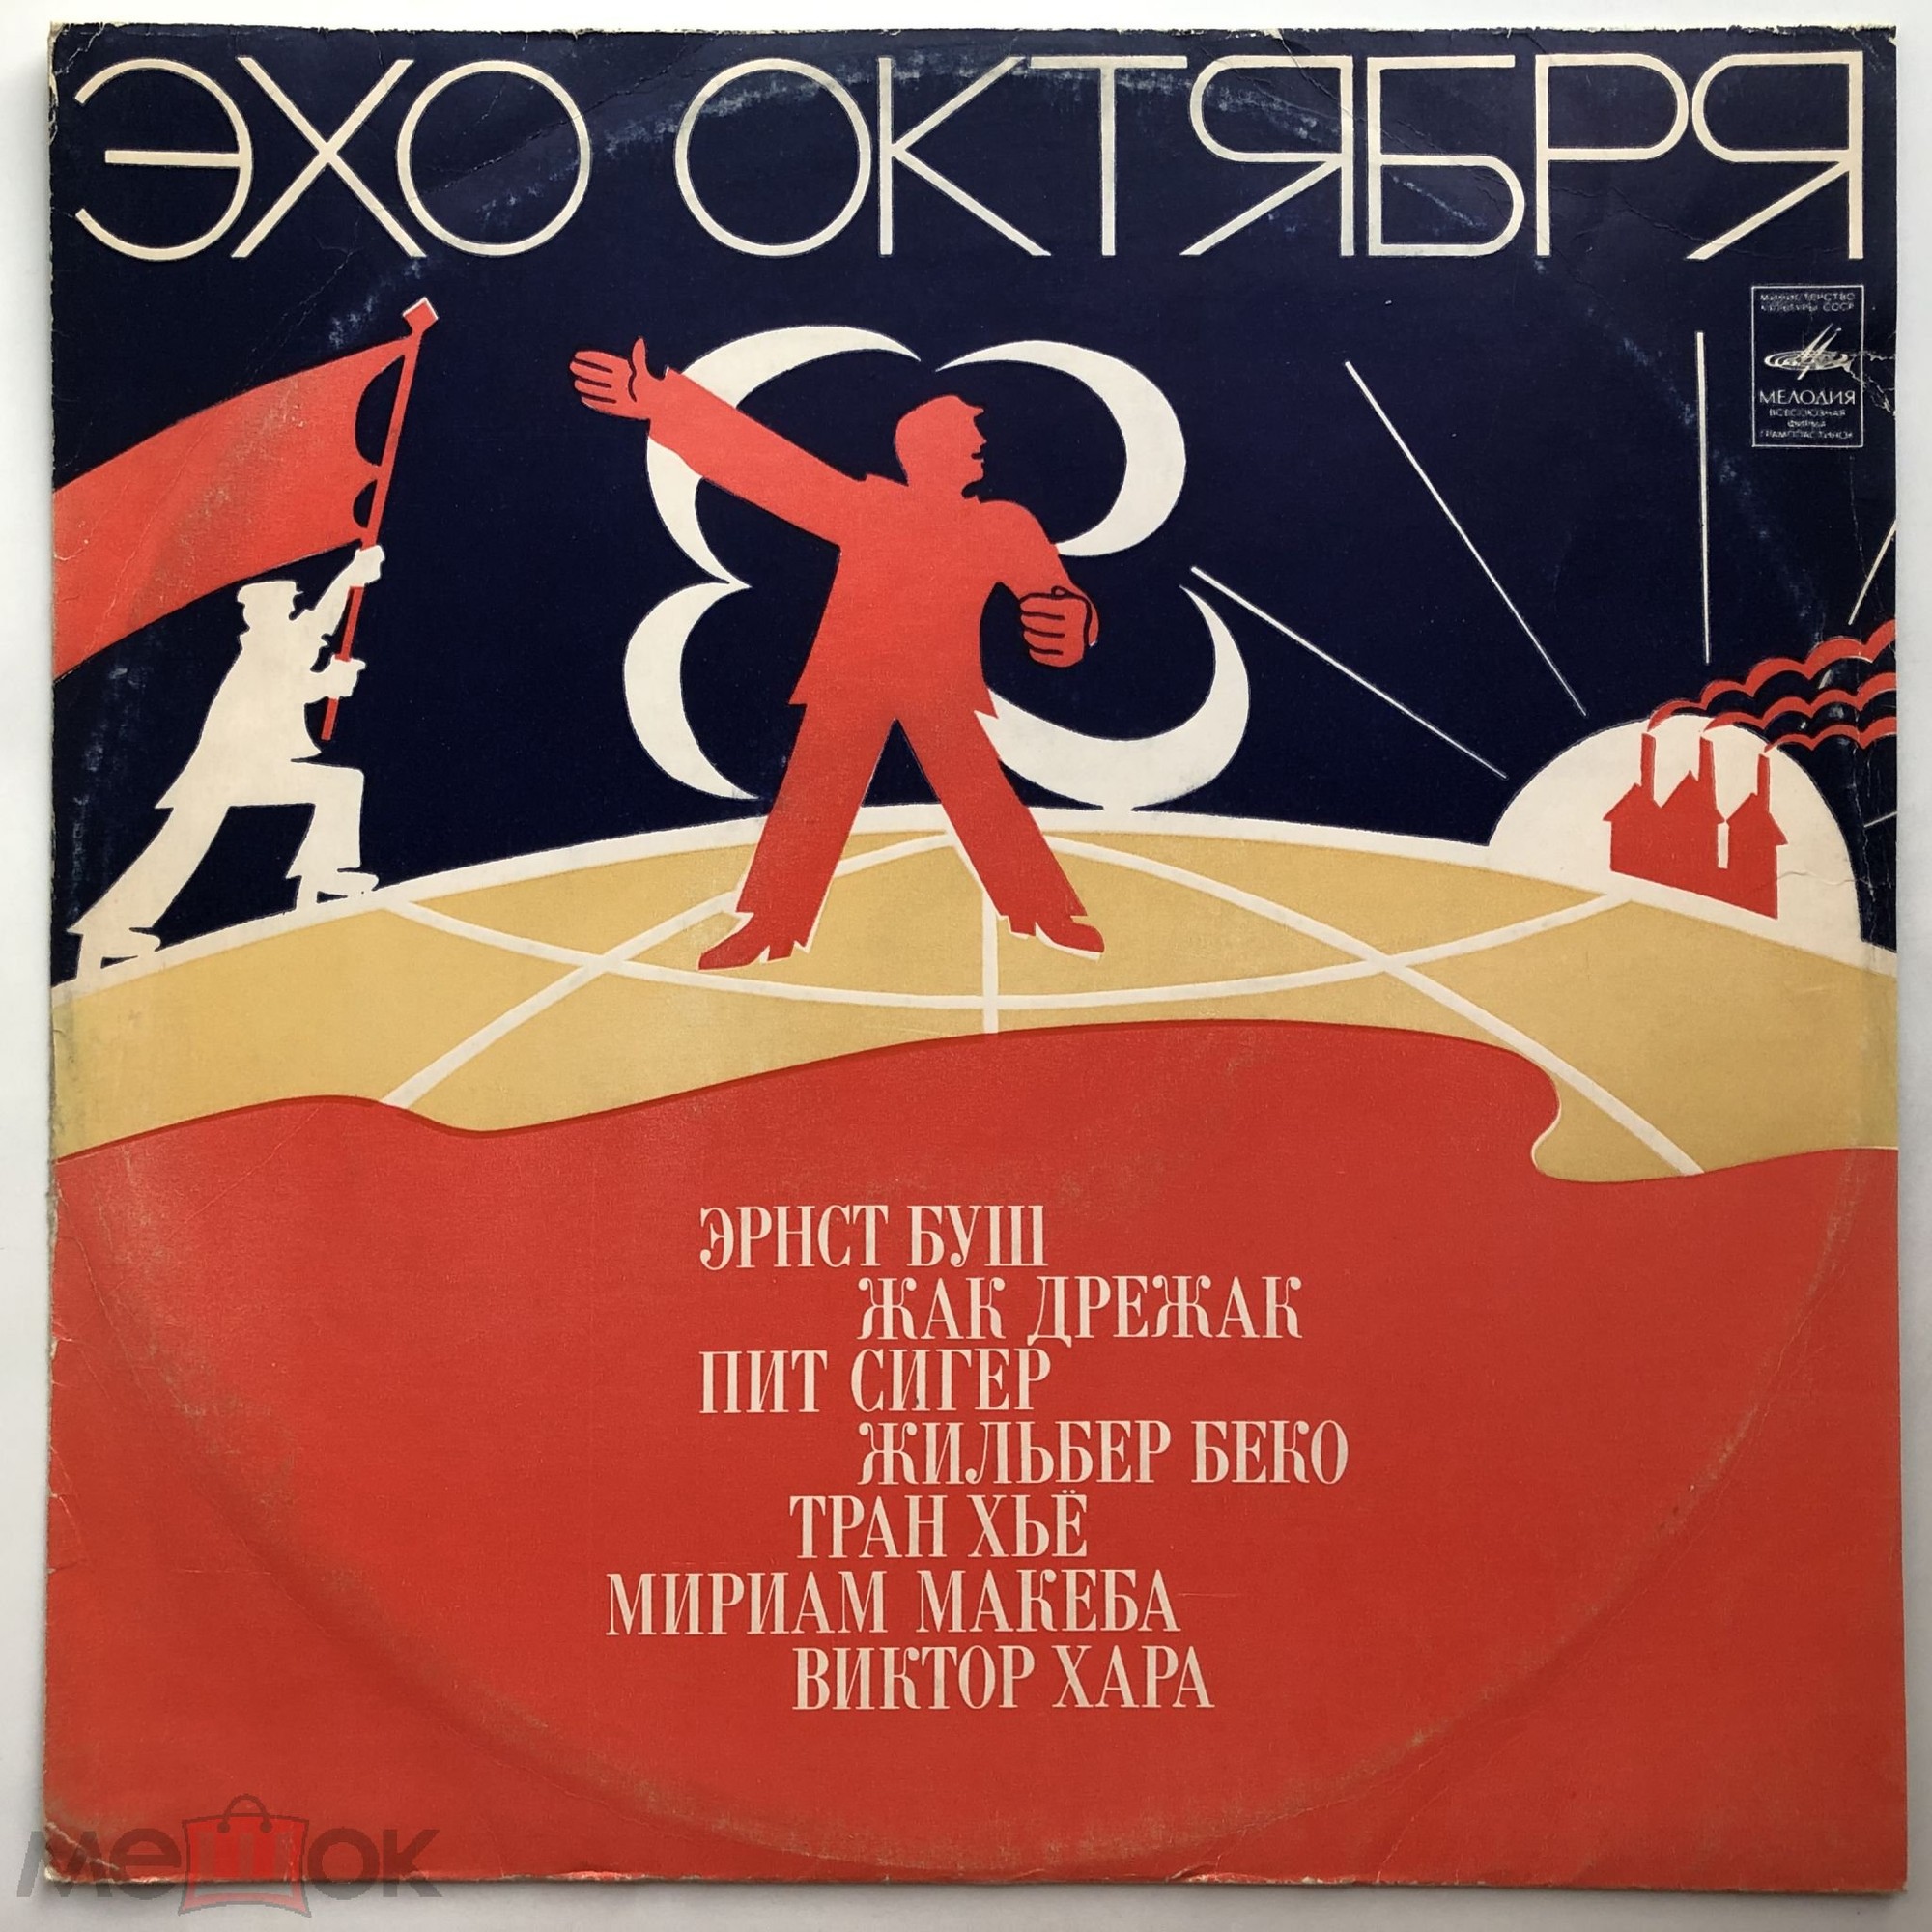 ЭХО ОКТЯБРЯ
МИНИСТЕРСТВО
КУЛЬТУРЫ СССР
МЕЛОДИЯ
ВСЕСОЮЗНАЯ
ФИРМА
ГРАМПЛАСТИНОК
ЭРНСТ БУШ
ЖАК ДРЕЖАК
ПИТ СИГЕР
ЖИЛЬБЕР БЕКО
ТРАН ХЬЁ
МИРИАМ МАКЕБА
ВИКТОР ХАРА
мешок